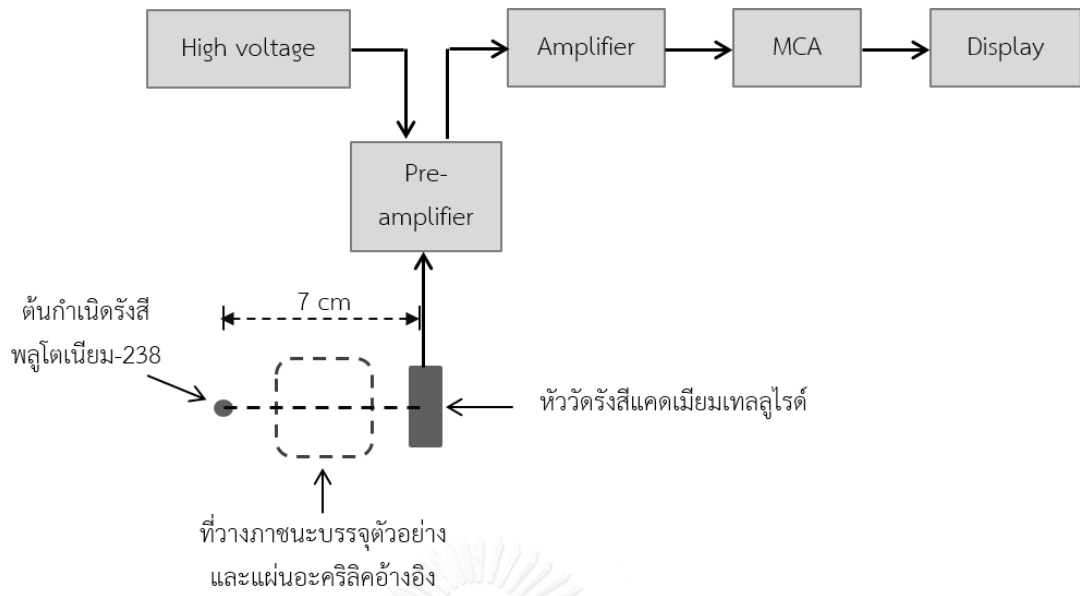 High voltage
Amplifier
MCA
Display
Pre-
amplifier
7 cm
ต้นกำเนิดรังสี
พลูโตเนียม-238
หัววัดรังสีแคดเมียมเทลลูไรด์
ที่วางภาชนะบรรจุตัวอย่าง
และแผ่นอะคริลิคอ้างอิง